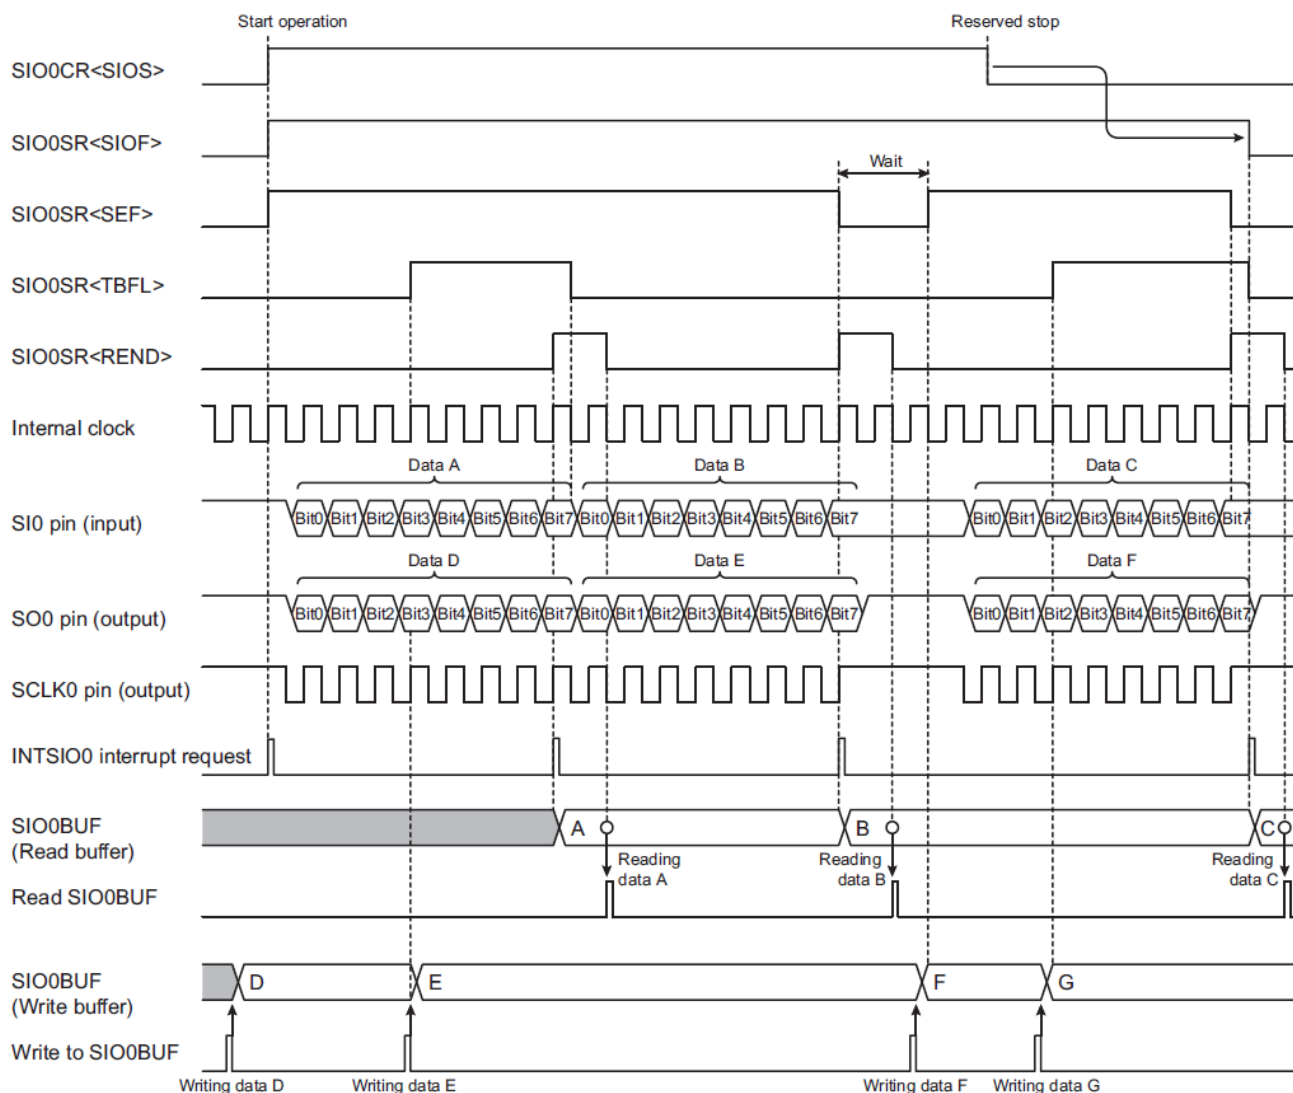 Start operation
Reserved stop
SIO0CR<SIOS>
SIO0SR<SIOF>
Wait
SIO0SR<SEF>
SIO0SR<TBFL>
SIO0SR<REND>
Internal clock
Data A
Data B
Data C
SI0 pin (input)
Bit0 Bit1 Bit2 Bit3 Bit4 Bit5 Bit6 Bit7 Bit0 Bit1 Bit2 Bit3 Bit4 Bit5 Bit6 Bit7 Bit0 Bit1 Bit2 Bit3 Bit4 Bit5 Bit6 Bit7
Data D
Data E
Data F
SO0 pin (output)
Bit0 Bit1 Bit2 Bit3 Bit4 Bit5 Bit6 Bit7 Bit0 Bit1 Bit2 Bit3 Bit4 Bit5 Bit6 Bit7 Bit0 Bit1 Bit2 Bit3 Bit4 Bit5 Bit6 Bit7
SCLK0 pin (output)
INTSIO0 interrupt request
SIO0BUF
(Read buffer)
A
B
C
Reading
data A
Reading
data B
Reading
data C
Read SIO0BUF
SIO0BUF
(Write buffer)
D
E
F
G
Write to SIO0BUF
Writing data D
Writing data E
Writing data F
Writing data G